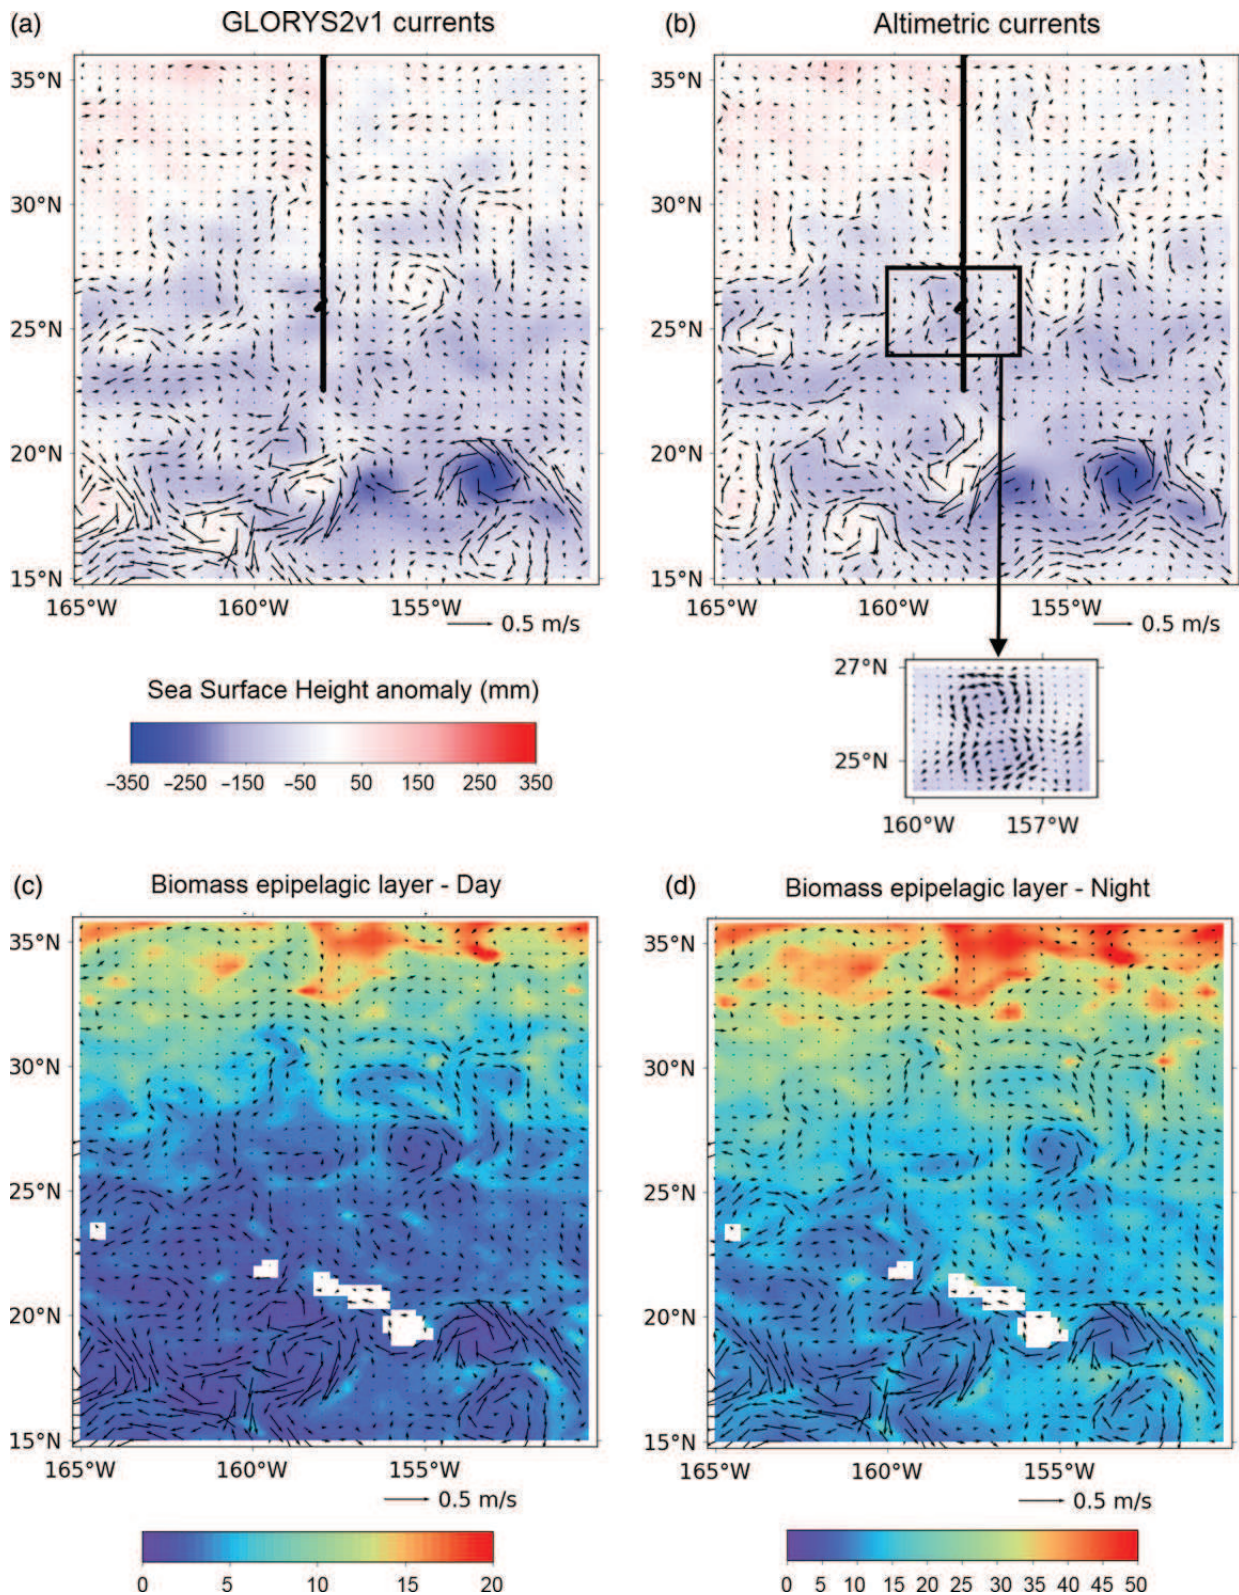 (a) GLORYS2v1 currents
(b) Altimetric currents
35°N
30°N
25°N
20°N
15°N
165°W 160°W 155°W
0.5 m/s
35°N
30°N
25°N
20°N
15°N
165°W 160°W 155°W
0.5 m/s
Sea Surface Height anomaly (mm)
−350 −250 −150 −50 50 150 250 350
27°N
25°N
160°W 157°W
(c) Biomass epipelagic layer - Day
(d) Biomass epipelagic layer - Night
35°N
30°N
25°N
20°N
15°N
165°W 160°W 155°W
0.5 m/s
0 5 10 15 20
35°N
30°N
25°N
20°N
15°N
165°W 160°W 155°W
0.5 m/s
0 5 10 15 20 25 30 35 40 45 50